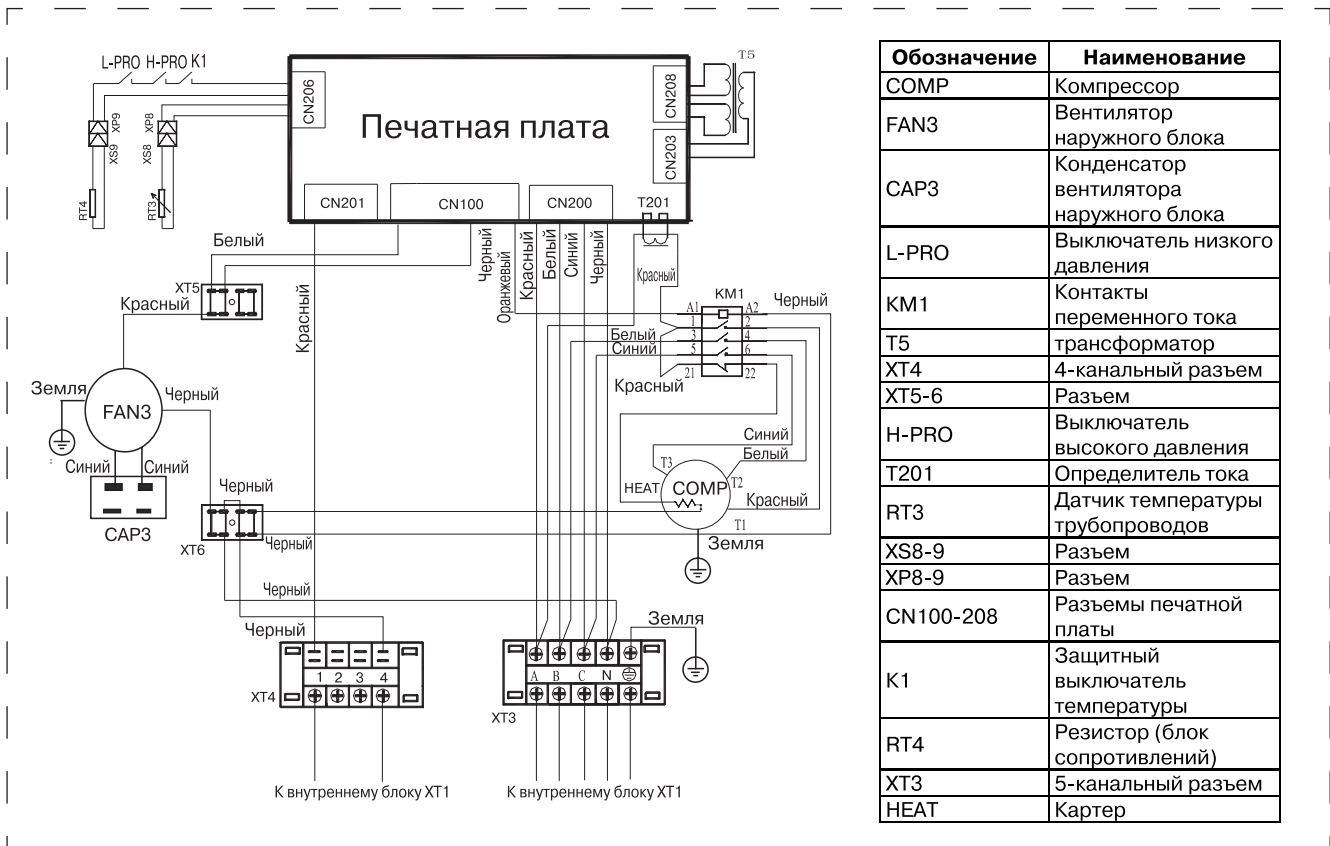 L-PRO H-PRO K1
T5
CN206
CN208
CN203
Печатная плата
XP9
XS9
XP8
XS8
RT4
RT3
CN201
CN100
CN200
T201
Белый
Черный
Оранжевый
Красный
Белый
Синий
Черный
Красный
XT5
Красный
Красный
KM1
A1
A2
Черный
1
2
Белый
3
4
Синий
5
6
21
22
Красный
Земля
FAN3
Черный
Синий
Синий
CAP3
Черный
XT6
Черный
Синий
Белый
T3
HEAT
COMP
T2
Красный
T1
Земля
Черный
Черный
Земля
1 2 3 4
XT4
A B C N
XT3
К внутреннему блоку XT1
К внутреннему блоку XT1
Обозначение Наименование
COMP Компрессор
FAN3 Вентилятор
наружного блока
CAP3 Конденсатор
вентилятора
наружного блока
L-PRO Выключатель низкого
давления
KM1 Контакты
переменного тока
T5 трансформатор
XT4 4-канальный разъем
XT5-6 Разъем
H-PRO Выключатель
высокого давления
T201 Определитель тока
RT3 Датчик температуры
трубопроводов
XS8-9 Разъем
XP8-9 Разъем
CN100-208 Разъемы печатной
платы
K1 Защитный
выключатель
температуры
RT4 Резистор (блок
сопротивлений)
XT3 5-канальный разъем
HEAT Картер